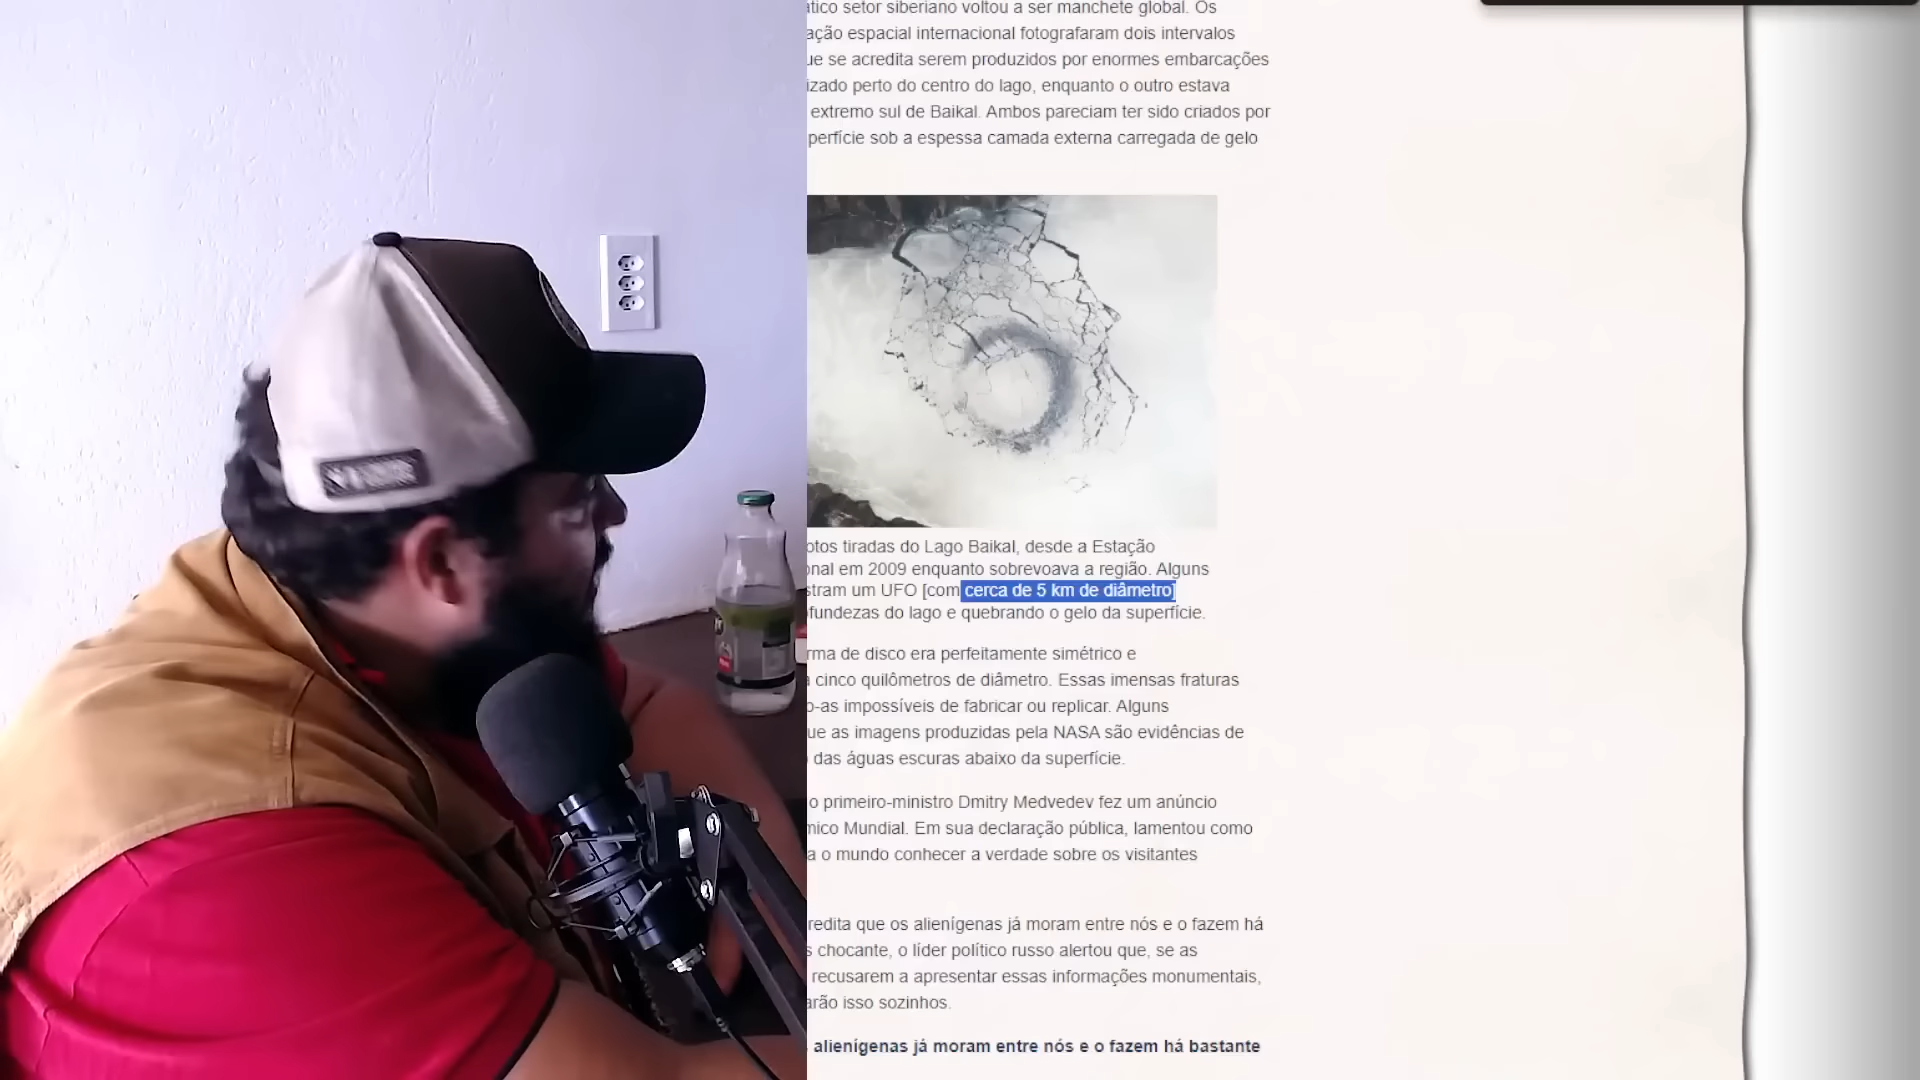 ático setor siberiano voltou a ser manchete global. Os
ação espacial internacional fotografaram dois intervalos
ue se acredita serem produzidos por enormes embarcações
izado perto do centro do lago, enquanto o outro estava
extremo sul de Baikal. Ambos pareciam ter sido criados por
perfície sob a espessa camada externa carregada de gelo
otos tiradas do Lago Baikal, desde a Estação
onal em 2009 enquanto sobrevoava a região. Alguns
stram um UFO [com cerca de 5 km de diâmetro]
ofundezas do lago e quebrando o gelo da superfície.
rma de disco era perfeitamente simétrico e
a cinco quilômetros de diâmetro. Essas imensas fraturas
o-as impossíveis de fabricar ou replicar. Alguns
ue as imagens produzidas pela NASA são evidências de
o das águas escuras abaixo da superfície.
o primeiro-ministro Dmitry Medvedev fez um anúncio
mico Mundial. Em sua declaração pública, lamentou como
a o mundo conhecer a verdade sobre os visitantes
redita que os alienígenas já moram entre nós e o fazem há
s chocante, o líder político russo alertou que, se as
recusarem a apresentar essas informações monumentais,
arão isso sozinhos.
alienígenas já moram entre nós e o fazem há bastante